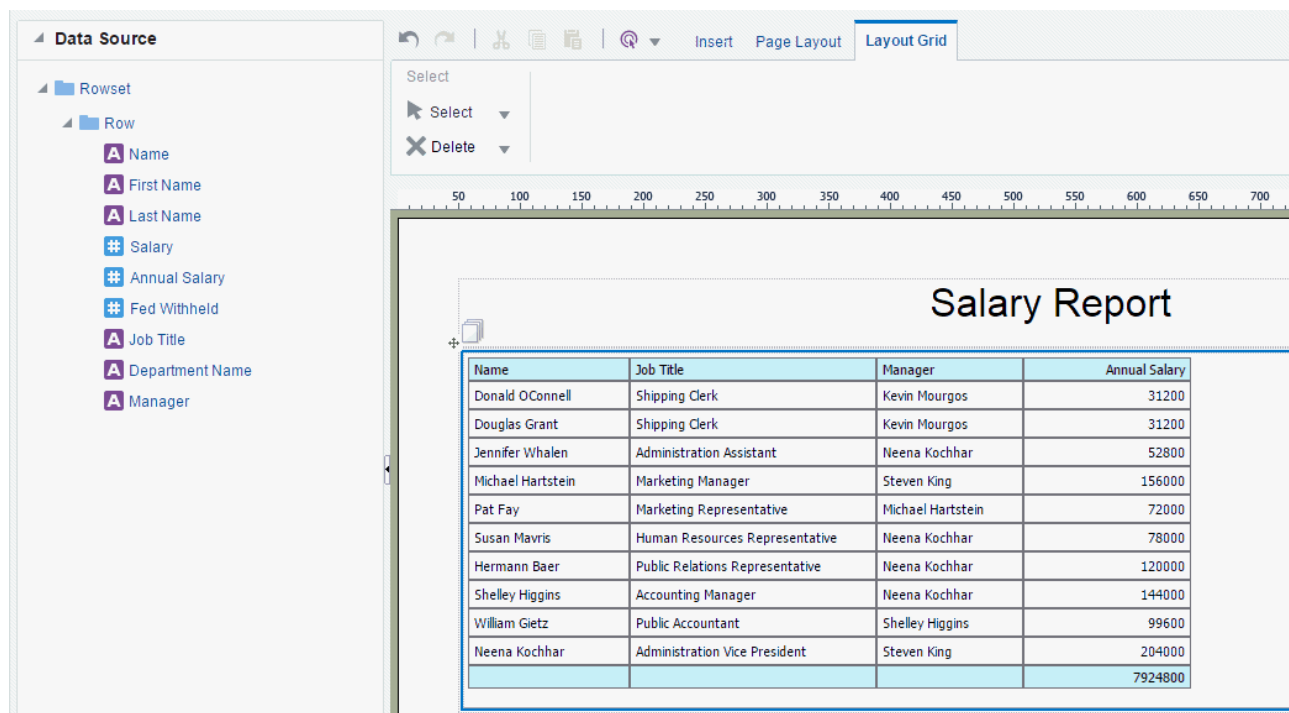 Data Source
Rowset
Row
A Name
A First Name
A Last Name
# Salary
# Annual Salary
# Fed Withheld
A Job Title
A Department Name
A Manager
Insert Page Layout Layout Grid
Select
Select
Delete
50 100 150 200 250 300 350 400 450 500 550 600 650 700
Salary Report
Name Job Title Manager Annual Salary
Donald OConnell Shipping Clerk Kevin Mourgos 31200
Douglas Grant Shipping Clerk Kevin Mourgos 31200
Jennifer Whalen Administration Assistant Neena Kochhar 52800
Michael Hartstein Marketing Manager Steven King 156000
Pat Fay Marketing Representative Michael Hartstein 72000
Susan Mavris Human Resources Representative Neena Kochhar 78000
Hermann Baer Public Relations Representative Neena Kochhar 120000
Shelley Higgins Accounting Manager Neena Kochhar 144000
William Gietz Public Accountant Shelley Higgins 99600
Neena Kochhar Administration Vice President Steven King 204000
7924800